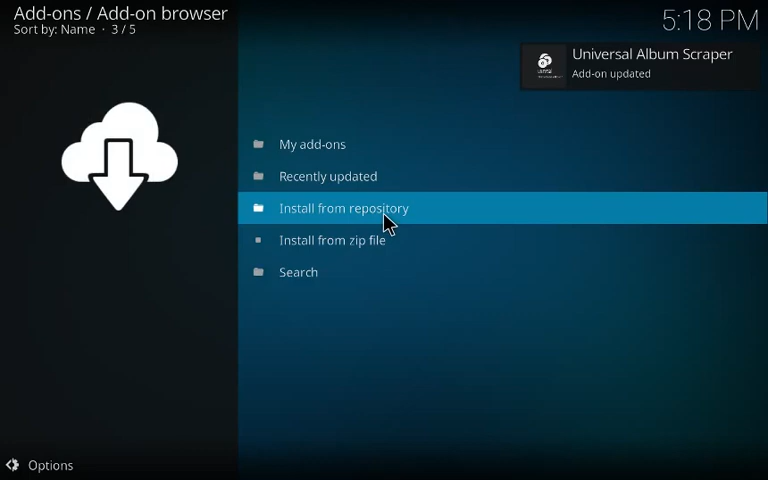 Add-ons / Add-on browser
Sort by: Name · 3 / 5
5:18 PM
Universal Album Scraper
Add-on updated
My add-ons
Recently updated
Install from repository
Install from zip file
Search
Options